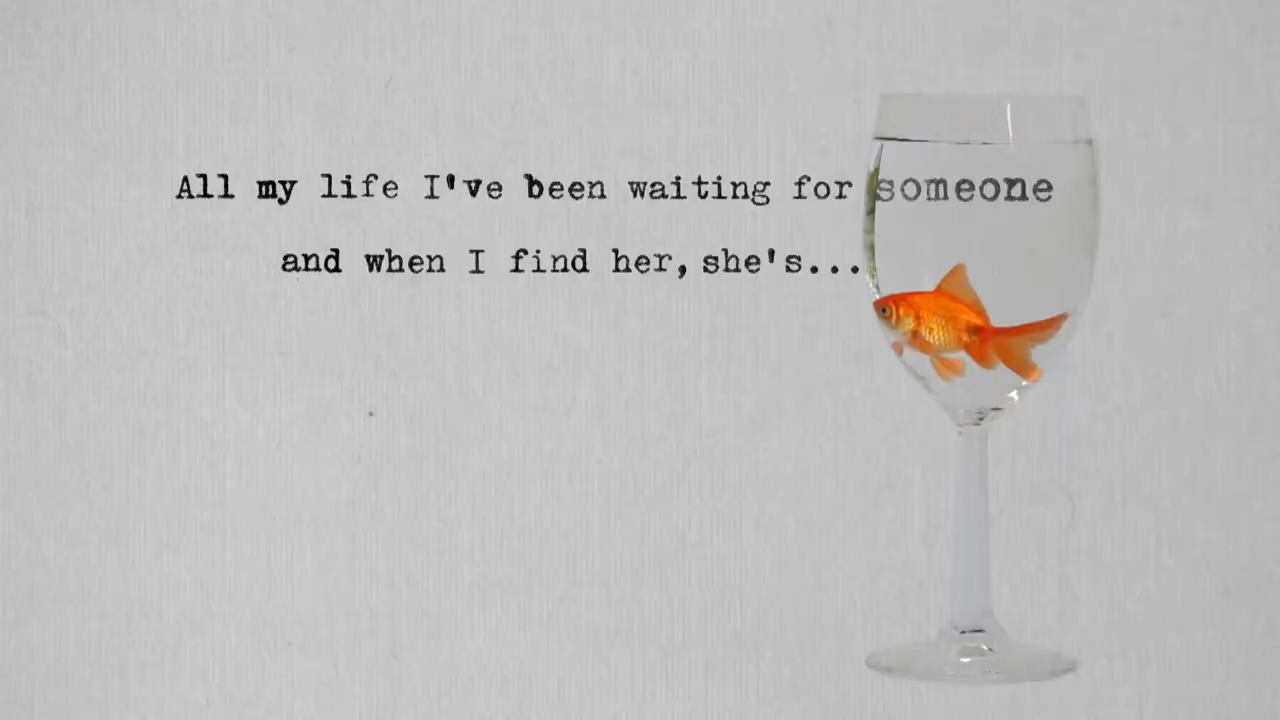 All my life I've been waiting for someone
and when I find her, she's...